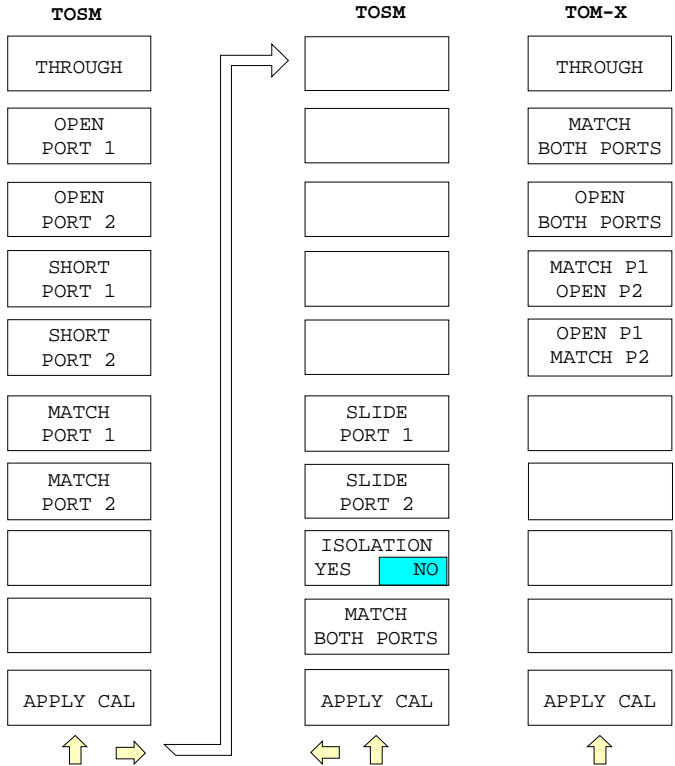 TOSM
THROUGH
OPEN
PORT 1
OPEN
PORT 2
SHORT
PORT 1
SHORT
PORT 2
MATCH
PORT 1
MATCH
PORT 2
APPLY CAL
TOSM
SLIDE
PORT 1
SLIDE
PORT 2
ISOLATION
YES NO
MATCH
BOTH PORTS
APPLY CAL
TOM-X
THROUGH
MATCH
BOTH PORTS
OPEN
BOTH PORTS
MATCH P1
OPEN P2
OPEN P1
MATCH P2
APPLY CAL